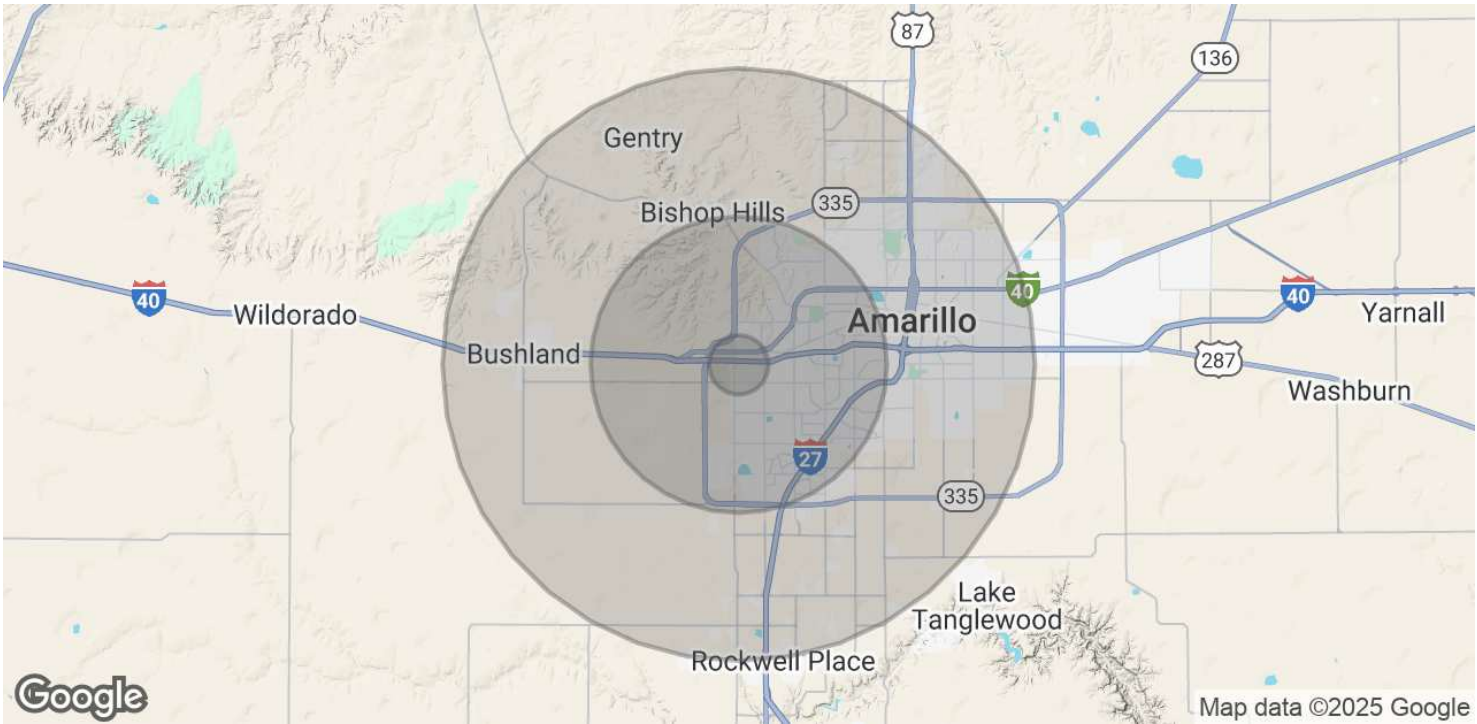 87
136
Gentry
Bishop Hills
335
40
40
40
Wildorado
Amarillo
Yarnall
Bushland
287
Washburn
27
335
Lake
Tanglewood
Rockwell Place
Google
Map data ©2025 Google